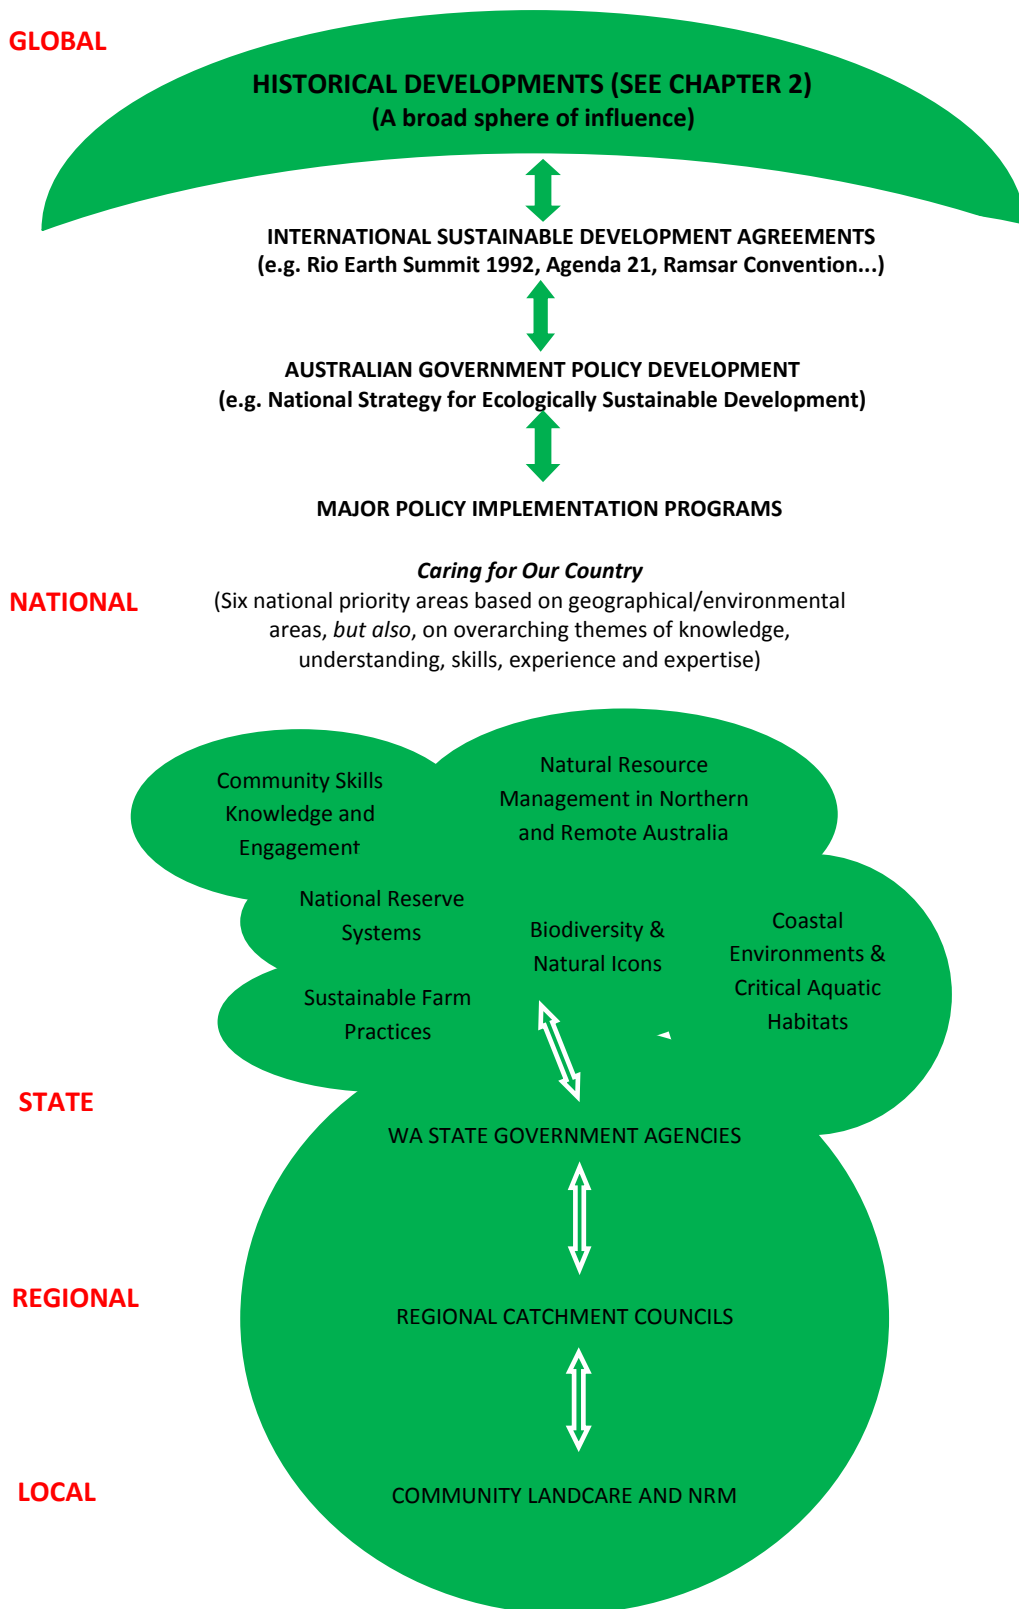 GLOBAL
HISTORICAL DEVELOPMENTS (SEE CHAPTER 2)
(A broad sphere of influence)
INTERNATIONAL SUSTAINABLE DEVELOPMENT AGREEMENTS
(e.g. Rio Earth Summit 1992, Agenda 21, Ramsar Convention...)
AUSTRALIAN GOVERNMENT POLICY DEVELOPMENT
(e.g. National Strategy for Ecologically Sustainable Development)
MAJOR POLICY IMPLEMENTATION PROGRAMS
Caring for Our Country
NATIONAL
(Six national priority areas based on geographical/environmental
areas, but also, on overarching themes of knowledge,
understanding, skills, experience and expertise)
Community Skills
Knowledge and
Engagement
Natural Resource
Management in Northern
and Remote Australia
National Reserve
Systems
Biodiversity &
Natural Icons
Coastal
Environments &
Critical Aquatic
Habitats
Sustainable Farm
Practices
STATE
WA STATE GOVERNMENT AGENCIES
REGIONAL
REGIONAL CATCHMENT COUNCILS
LOCAL
COMMUNITY LANDCARE AND NRM